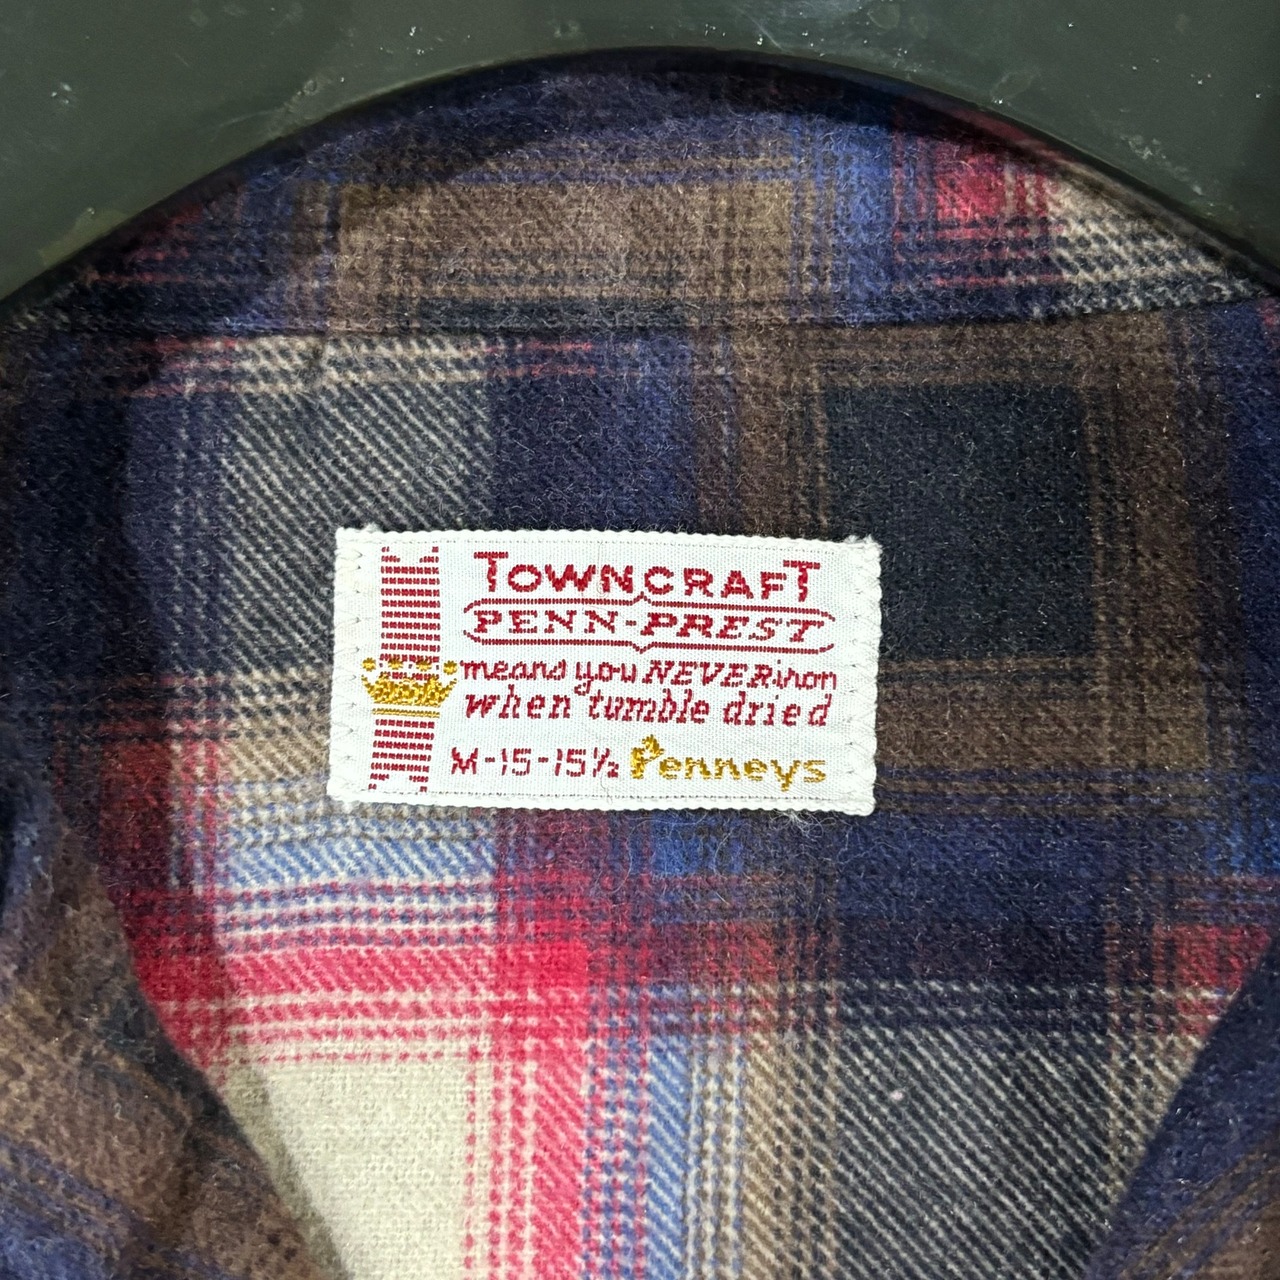 TOWNCRAFT
PENN-PREST
means you NEVER iron
when tumble dried
M-15-15½ Penneys